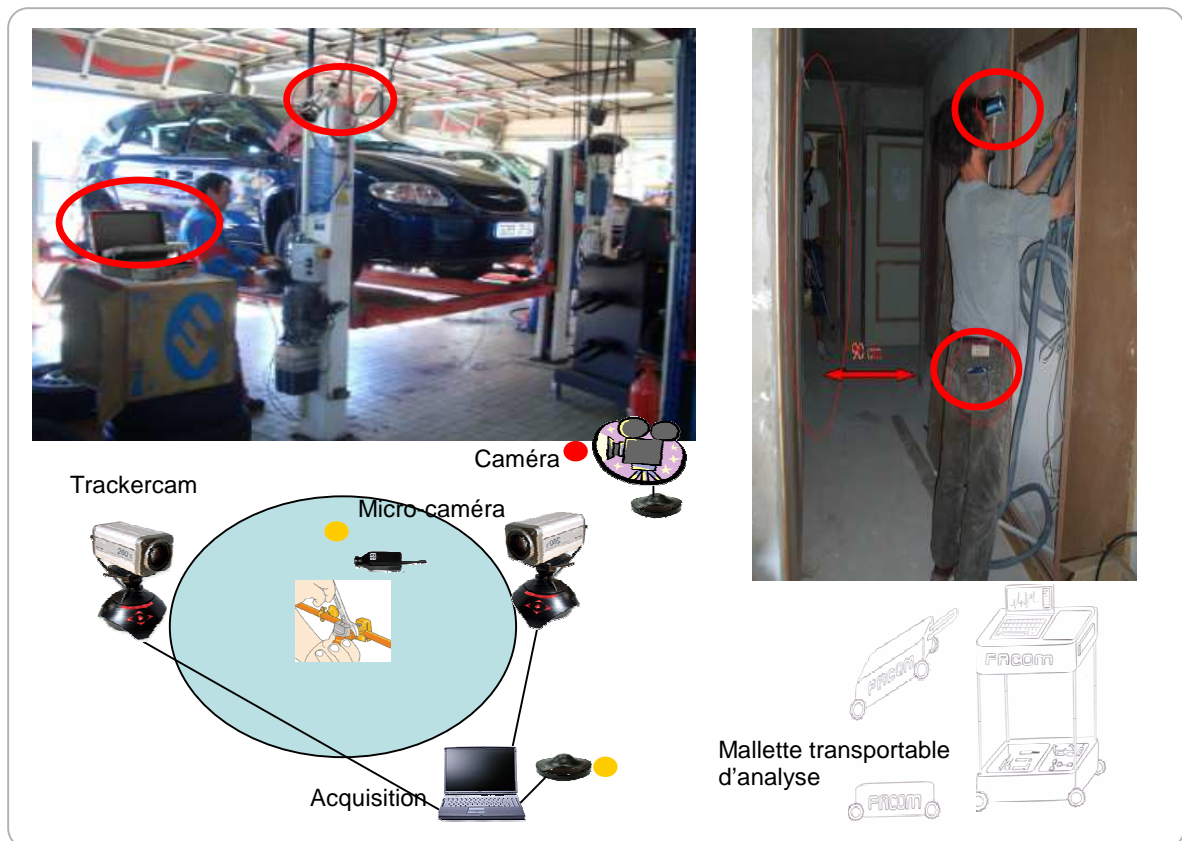 90 cm
Caméra
Trackercam
Micro-caméra
Acquisition
Mallette transportable
d'analyse
FACOM
FACOM
FACOM